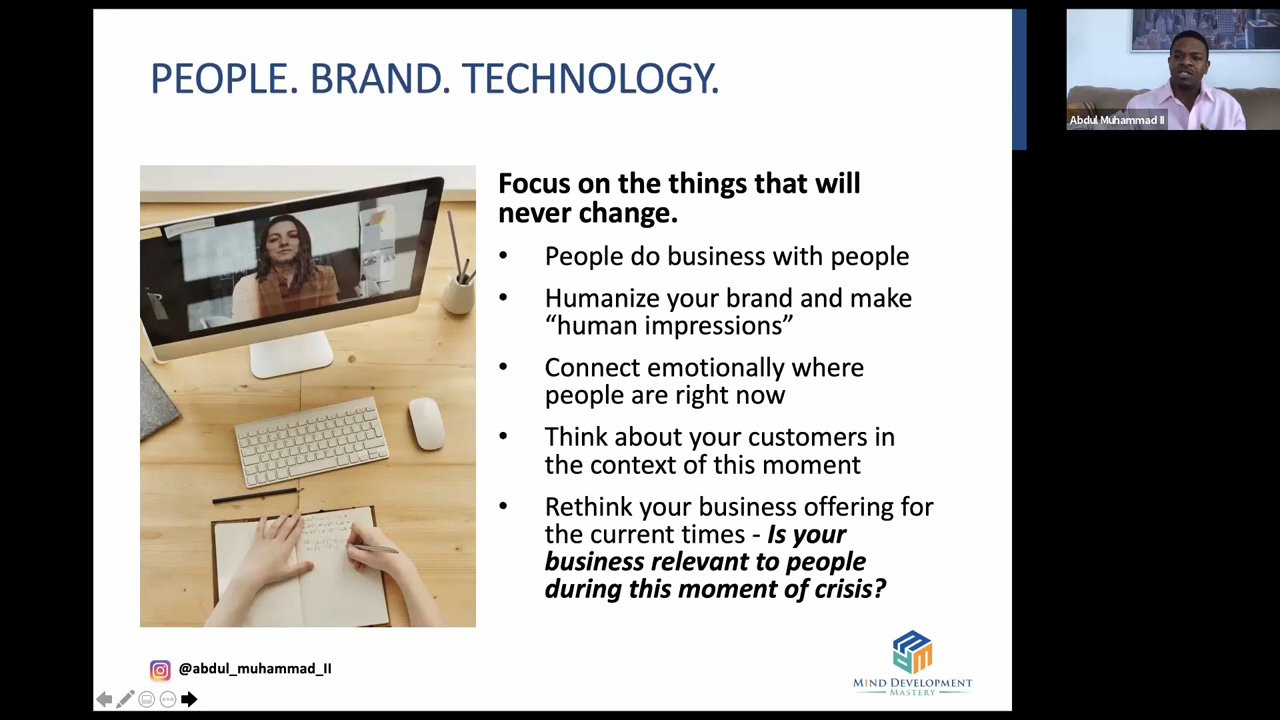 PEOPLE. BRAND. TECHNOLOGY.
Abdul Muhammad II
Focus on the things that will
never change.
• People do business with people
• Humanize your brand and make
“human impressions”
• Connect emotionally where
people are right now
• Think about your customers in
the context of this moment
• Rethink your business offering for
the current times - Is your
business relevant to people
during this moment of crisis?
@abdul_muhammad_II
MIND DEVELOPMENT
MASTERY